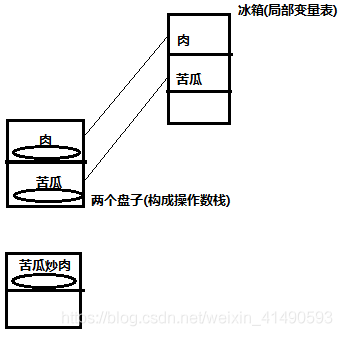 冰箱(局部变量表)
肉
苦瓜
肉
苦瓜
两个盘子(构成操作数栈)
苦瓜炒肉
https://blog.csdn.net/weixin_41490593